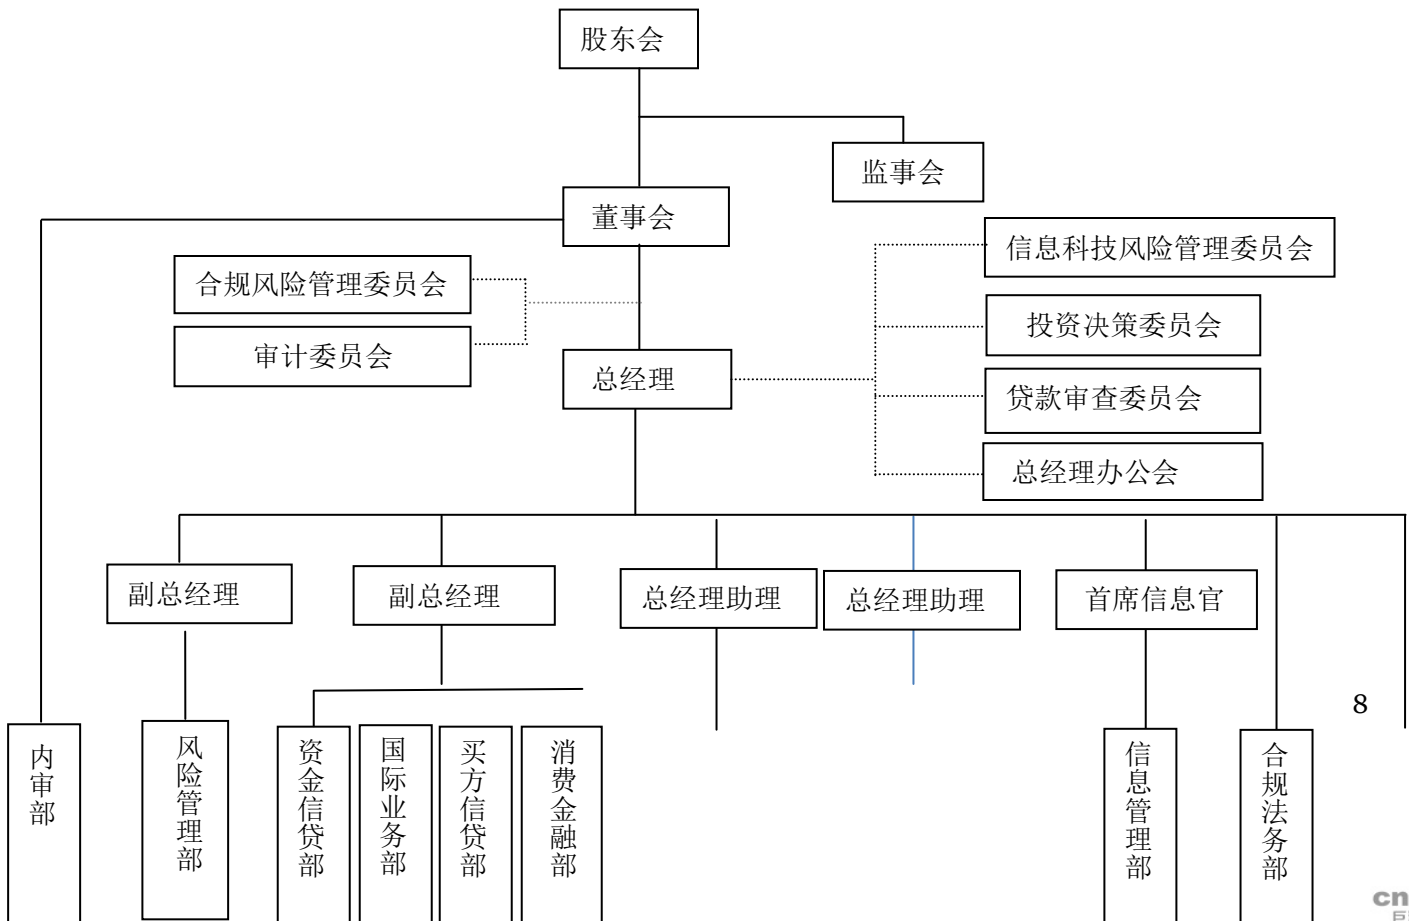 股东会
监事会
董事会
信息科技风险管理委员会
合规风险管理委员会
投资决策委员会
审计委员会
总经理
贷款审查委员会
总经理办公会
副总经理
副总经理
总经理助理
总经理助理
首席信息官
8
内审部
风险管理部
资金信贷部
国际业务部
买方信贷部
消费金融部
信息管理部
合规法务部
cn